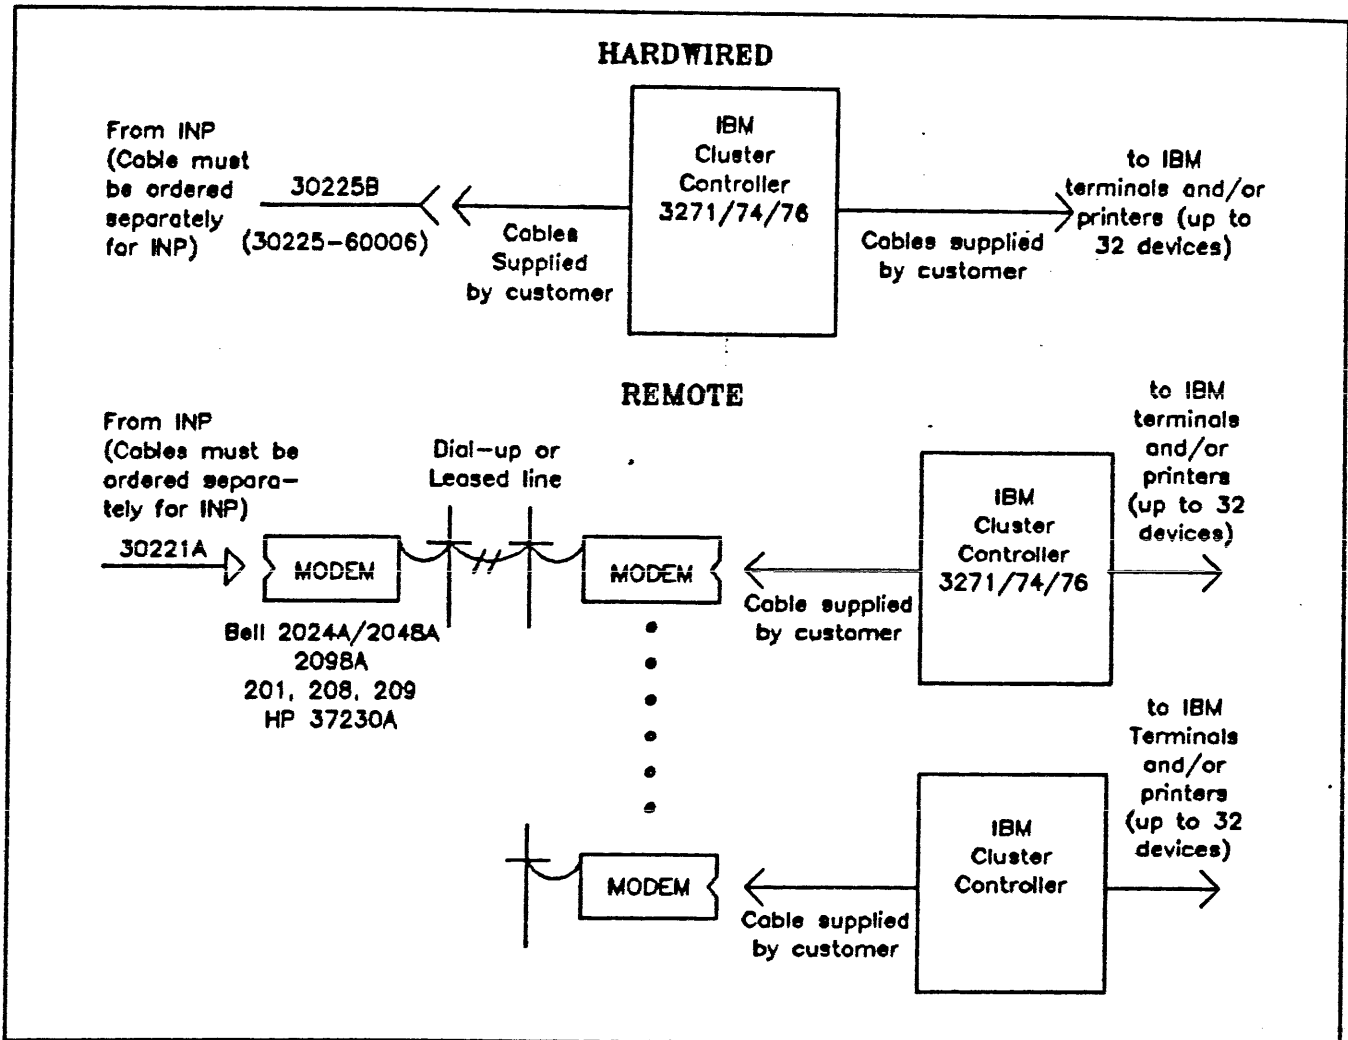 HARDWIRED
From INP
(Cable must
be ordered
separately
for INP)
30225B
(30225-60006)
Cables
Supplied
by customer
IBM
Cluster
Controller
3271/74/76
Cables supplied
by customer
to IBM
terminals and/or
printers (up to
32 devices)
REMOTE
From INP
(Cables must be
ordered separa-
tely for INP)
30221A
Dial-up or
Leased line
MODEM
Bell 2024A/2048A
2098A
201, 208, 209
HP 37230A
MODEM
Cable supplied
by customer
IBM
Cluster
Controller
3271/74/76
to IBM
terminals
and/or
printers
(up to 32
devices)
MODEM
Cable supplied
by customer
IBM
Cluster
Controller
to IBM
Terminals
and/or
printers
(up to 32
devices)